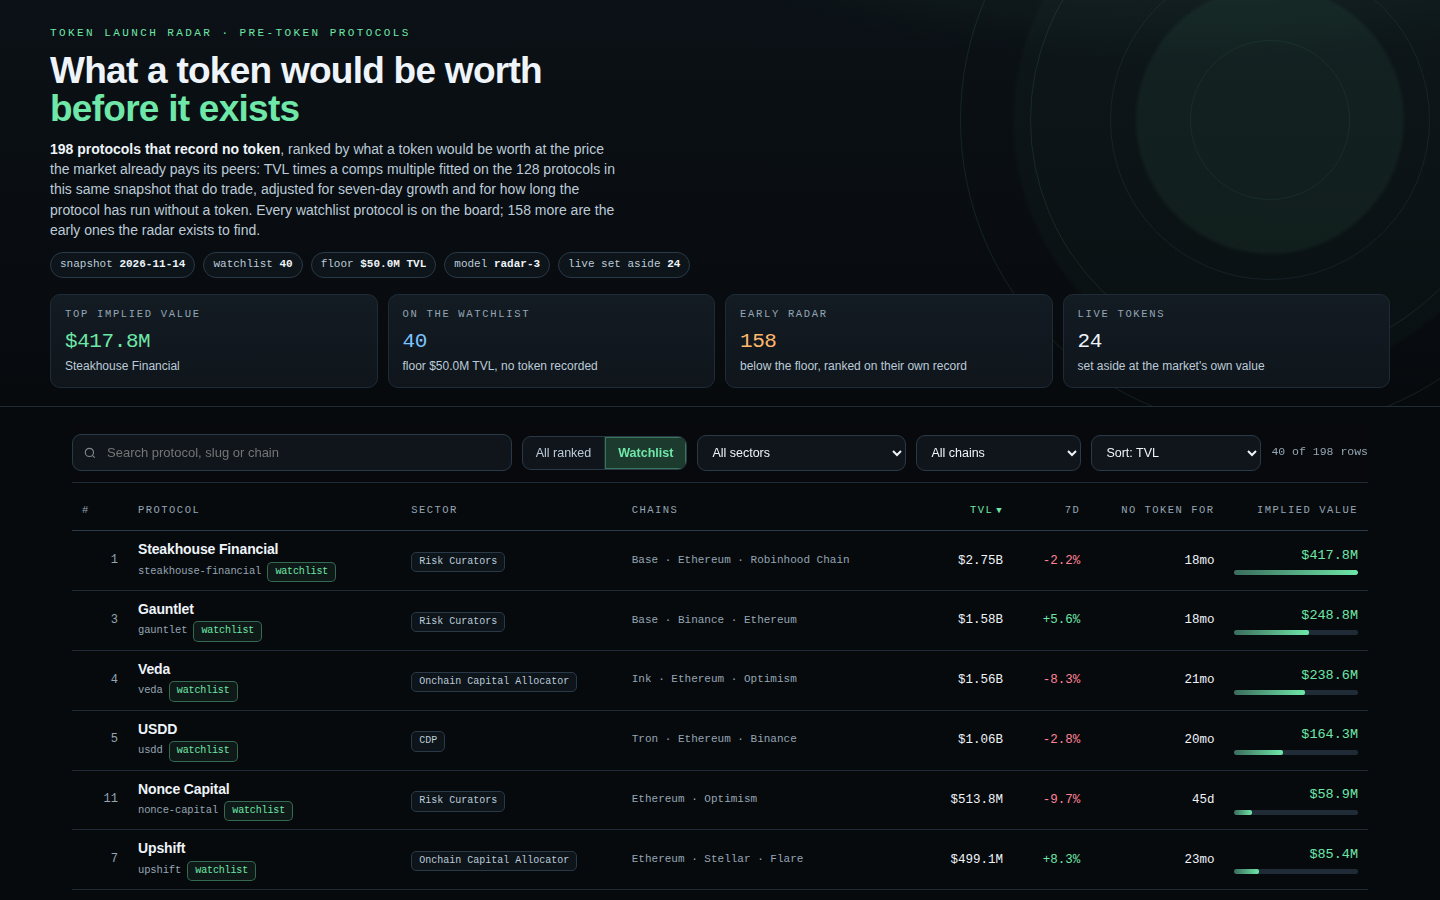 TOKEN LAUNCH RADAR · PRE-TOKEN PROTOCOLS
What a token would be worth
before it exists
198 protocols that record no token, ranked by what a token would be worth at the price
the market already pays its peers: TVL times a comps multiple fitted on the 128 protocols in
this same snapshot that do trade, adjusted for seven-day growth and for how long the
protocol has run without a token. Every watchlist protocol is on the board; 158 more are the
early ones the radar exists to find.
snapshot 2026-11-14 watchlist 40 floor $50.0M TVL model radar-3 live set aside 24
TOP IMPLIED VALUE
$417.8M
Steakhouse Financial
ON THE WATCHLIST
40
floor $50.0M TVL, no token recorded
EARLY RADAR
158
below the floor, ranked on their own record
LIVE TOKENS
24
set aside at the market's own value
Search protocol, slug or chain All ranked Watchlist All sectors All chains Sort: TVL 40 of 198 rows
# PROTOCOL SECTOR CHAINS TVL ▼ 7D NO TOKEN FOR IMPLIED VALUE
1 Steakhouse Financial Risk Curators Base · Ethereum · Robinhood Chain $2.75B -2.2% 18mo $417.8M
steakhouse-financial watchlist
3 Gauntlet Risk Curators Base · Binance · Ethereum $1.58B +5.6% 18mo $248.8M
gauntlet watchlist
4 Veda Onchain Capital Allocator Ink · Ethereum · Optimism $1.56B -8.3% 21mo $238.6M
veda watchlist
5 USDD CDP Tron · Ethereum · Binance $1.06B -2.8% 20mo $164.3M
usdd watchlist
11 Nonce Capital Risk Curators Ethereum · Optimism $513.8M -9.7% 45d $58.9M
nonce-capital watchlist
7 Upshift Onchain Capital Allocator Ethereum · Stellar · Flare $499.1M +8.3% 23mo $85.4M
upshift watchlist